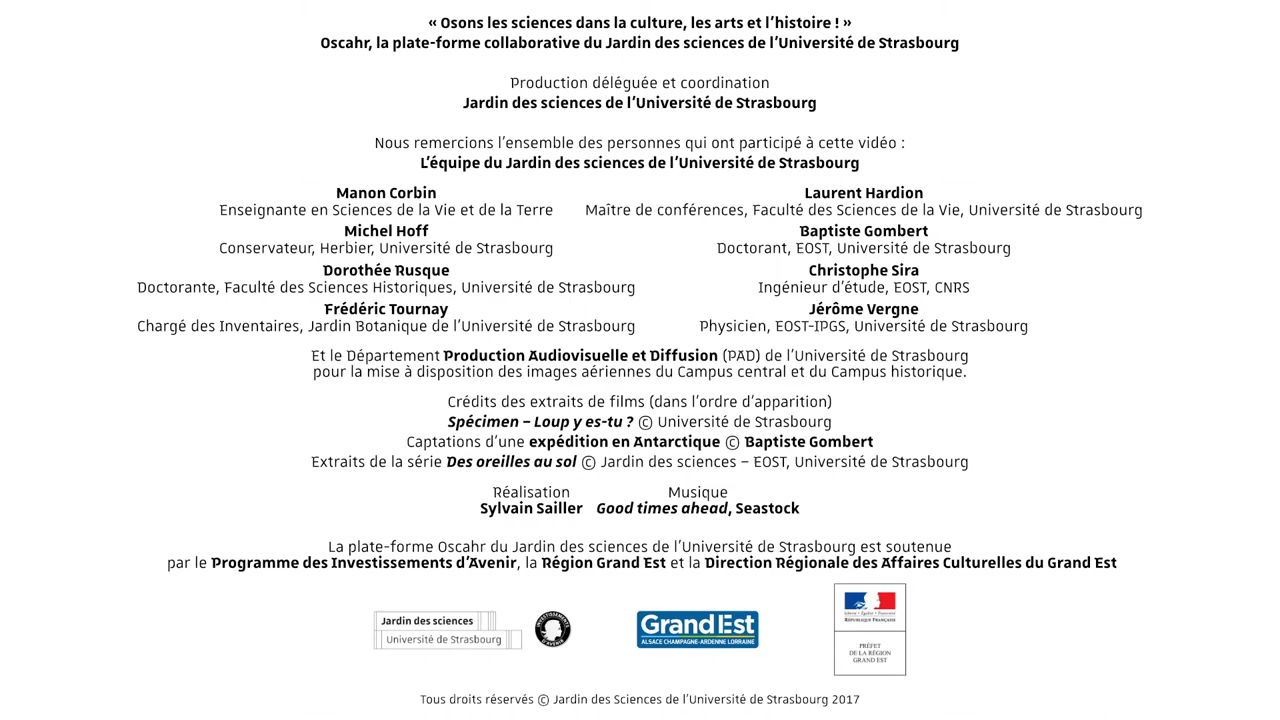 « Osons les sciences dans la culture, les arts et l'histoire ! »
Oscahr, la plate-forme collaborative du Jardin des sciences de l'Université de Strasbourg
Production déléguée et coordination
Jardin des sciences de l'Université de Strasbourg
Nous remercions l'ensemble des personnes qui ont participé à cette vidéo :
L'équipe du Jardin des sciences de l'Université de Strasbourg
Manon Corbin
Enseignante en Sciences de la Vie et de la Terre
Michel Hoff
Conservateur, Herbier, Université de Strasbourg
Dorothée Rusque
Doctorante, Faculté des Sciences Historiques, Université de Strasbourg
Frédéric Tournay
Chargé des Inventaires, Jardin Botanique de l'Université de Strasbourg
Laurent Hardion
Maître de conférences, Faculté des Sciences de la Vie, Université de Strasbourg
Baptiste Gombert
Doctorant, EOST, Université de Strasbourg
Christophe Sira
Ingénieur d'étude, EOST, CNRS
Jérôme Vergne
Physicien, EOST-IPGS, Université de Strasbourg
Et le Département Production Audiovisuelle et Diffusion (PAD) de l'Université de Strasbourg
pour la mise à disposition des images aériennes du Campus central et du Campus historique.
Crédits des extraits de films (dans l'ordre d'apparition)
Spécimen – Loup y es-tu ? © Université de Strasbourg
Captations d'une expédition en Antarctique © Baptiste Gombert
Extraits de la série Des oreilles au sol © Jardin des sciences – EOST, Université de Strasbourg
Réalisation
Sylvain Sailler
Musique
Good times ahead, Seastock
La plate-forme Oscahr du Jardin des sciences de l'Université de Strasbourg est soutenue
par le Programme des Investissements d'Avenir, la Région Grand Est et la Direction Régionale des Affaires Culturelles du Grand Est
Jardin des sciences
Université de Strasbourg
INVESTISSEMENTS D'AVENIR
Grand Est
ALSACE CHAMPAGNE-ARDENNE LORRAINE
Liberté • Égalité • Fraternité
RÉPUBLIQUE FRANÇAISE
PRÉFET
DE LA RÉGION
GRAND EST
Tous droits réservés © Jardin des Sciences de l'Université de Strasbourg 2017